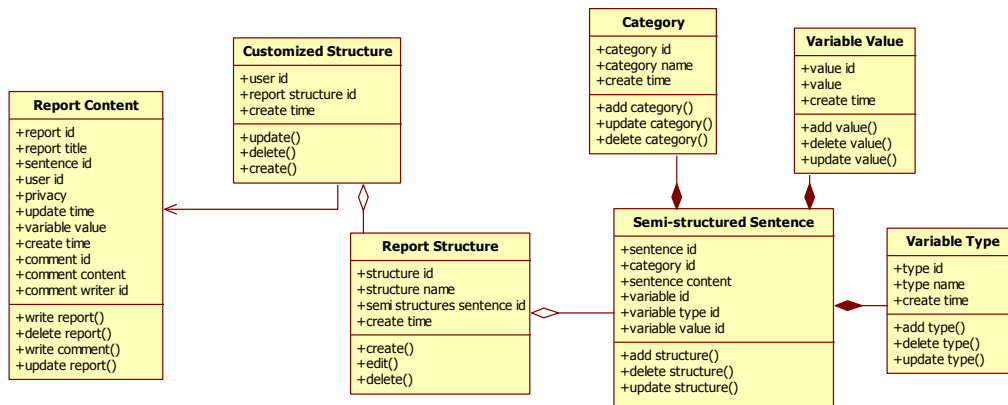 Report Content
+report id
+report title
+sentence id
+user id
+privacy
+update time
+variable value
+create time
+comment id
+comment content
+comment writer id
+write report()
+delete report()
+write comment()
+update report()
Customized Structure
+user id
+report structure id
+create time
+update()
+delete()
+create()
Report Structure
+structure id
+structure name
+semi structures sentence id
+create time
+create()
+edit()
+delete()
Category
+category id
+category name
+create time
+add category()
+update category()
+delete category()
Variable Value
+value id
+value
+create time
+add value()
+delete value()
+update value()
Semi-structured Sentence
+sentence id
+category id
+sentence content
+variable id
+variable type id
+variable value id
+add structure()
+delete structure()
+update structure()
Variable Type
+type id
+type name
+create time
+add type()
+delete type()
+update type()